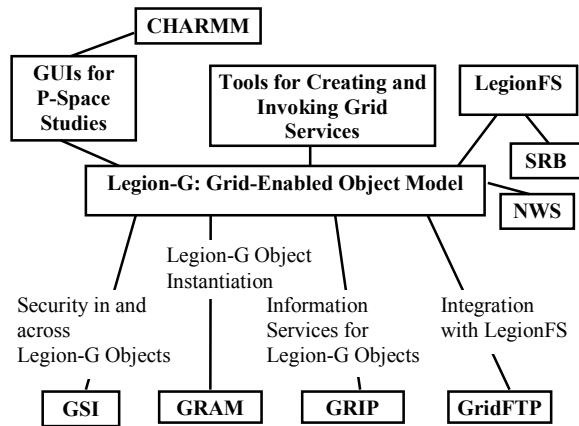 CHARMM
GUIs for
P-Space
Studies
Tools for Creating and
Invoking Grid
Services
LegionFS
SRB
Legion-G: Grid-Enabled Object Model
NWS
Legion-G Object
Instantiation
Security in and
across
Legion-G Objects
Information
Services for
Legion-G Objects
Integration
with LegionFS
GSI
GRAM
GRIP
GridFTP